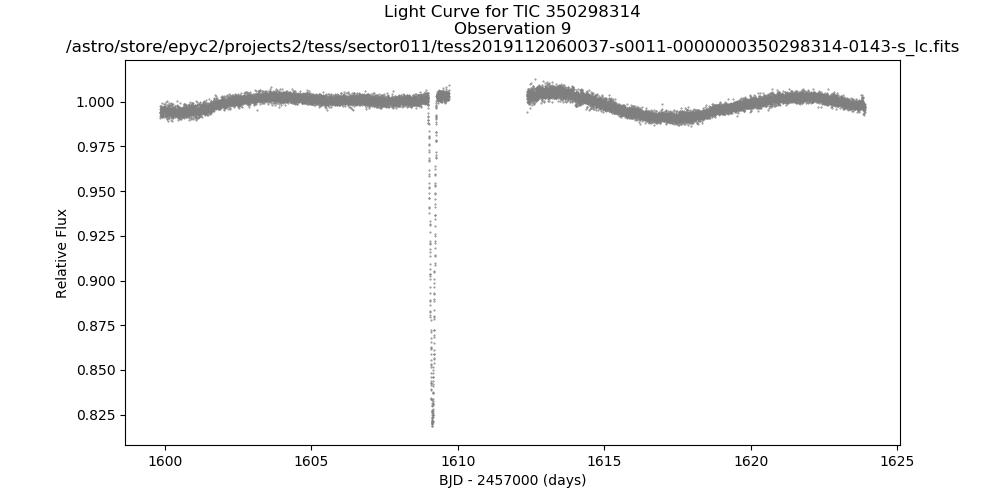 Light Curve for TIC 350298314
Observation 9
/astro/store/epyc2/projects2/tess/sector011/tess2019112060037-s0011-0000000350298314-0143-s_lc.fits
1.000
0.975
0.950
0.925
0.900
0.875
0.850
0.825
Relative Flux
1600
1605
1610
1615
1620
1625
BJD - 2457000 (days)